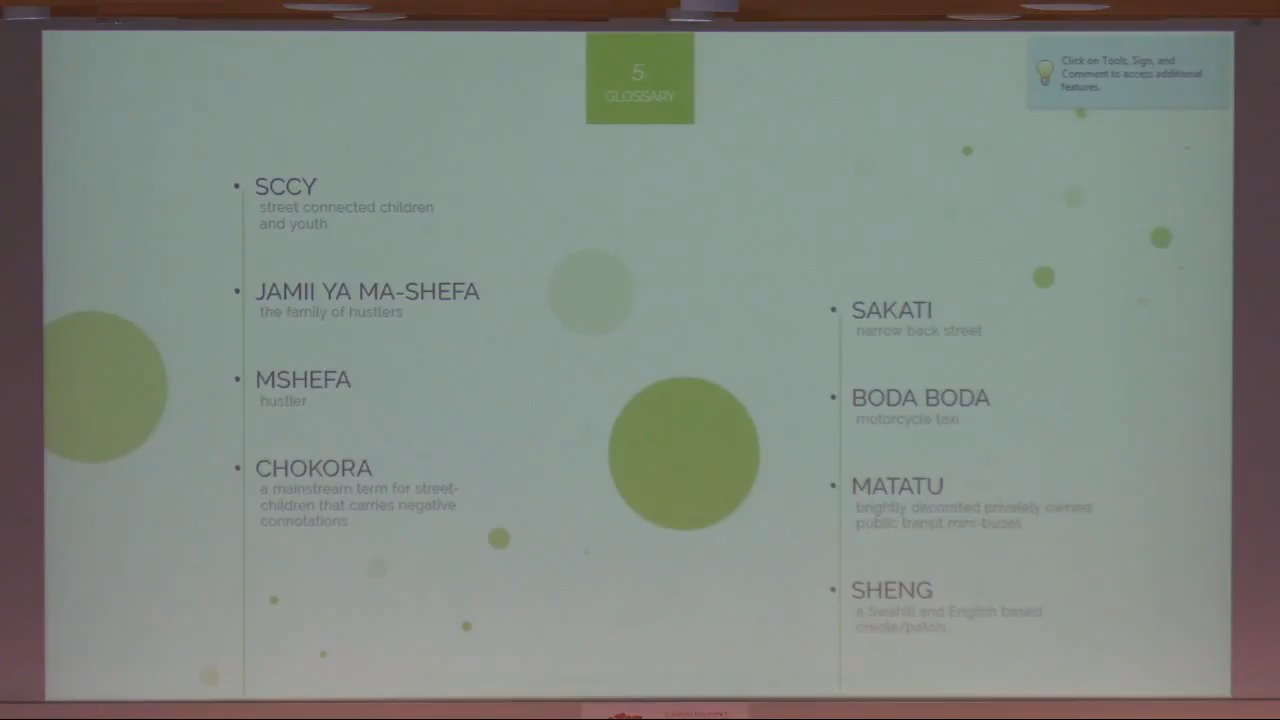 5.
GLOSSARY
Click on Tools, Sign, and
Comment to access additional
features.
• SCCY
street connected children
and youth
• JAMII YA MA-SHEFA
the family of hustlers
• MSHEFA
hustler
• CHOKORA
a mainstream term for street-
children that carries negative
connotations
• SAKATI
narrow back street
• BODA BODA
motorcycle taxi
• MATATU
brightly decorated privately owned
public transit mini-buses
• SHENG
a Swahili and English based
creole/patois